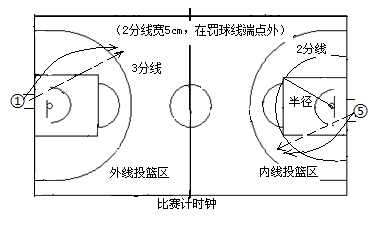 （2分线宽5cm，在罚球线端点外）
2分线
3分线
①
半径
⑤
外线投篮区
内线投篮区
比赛计时钟